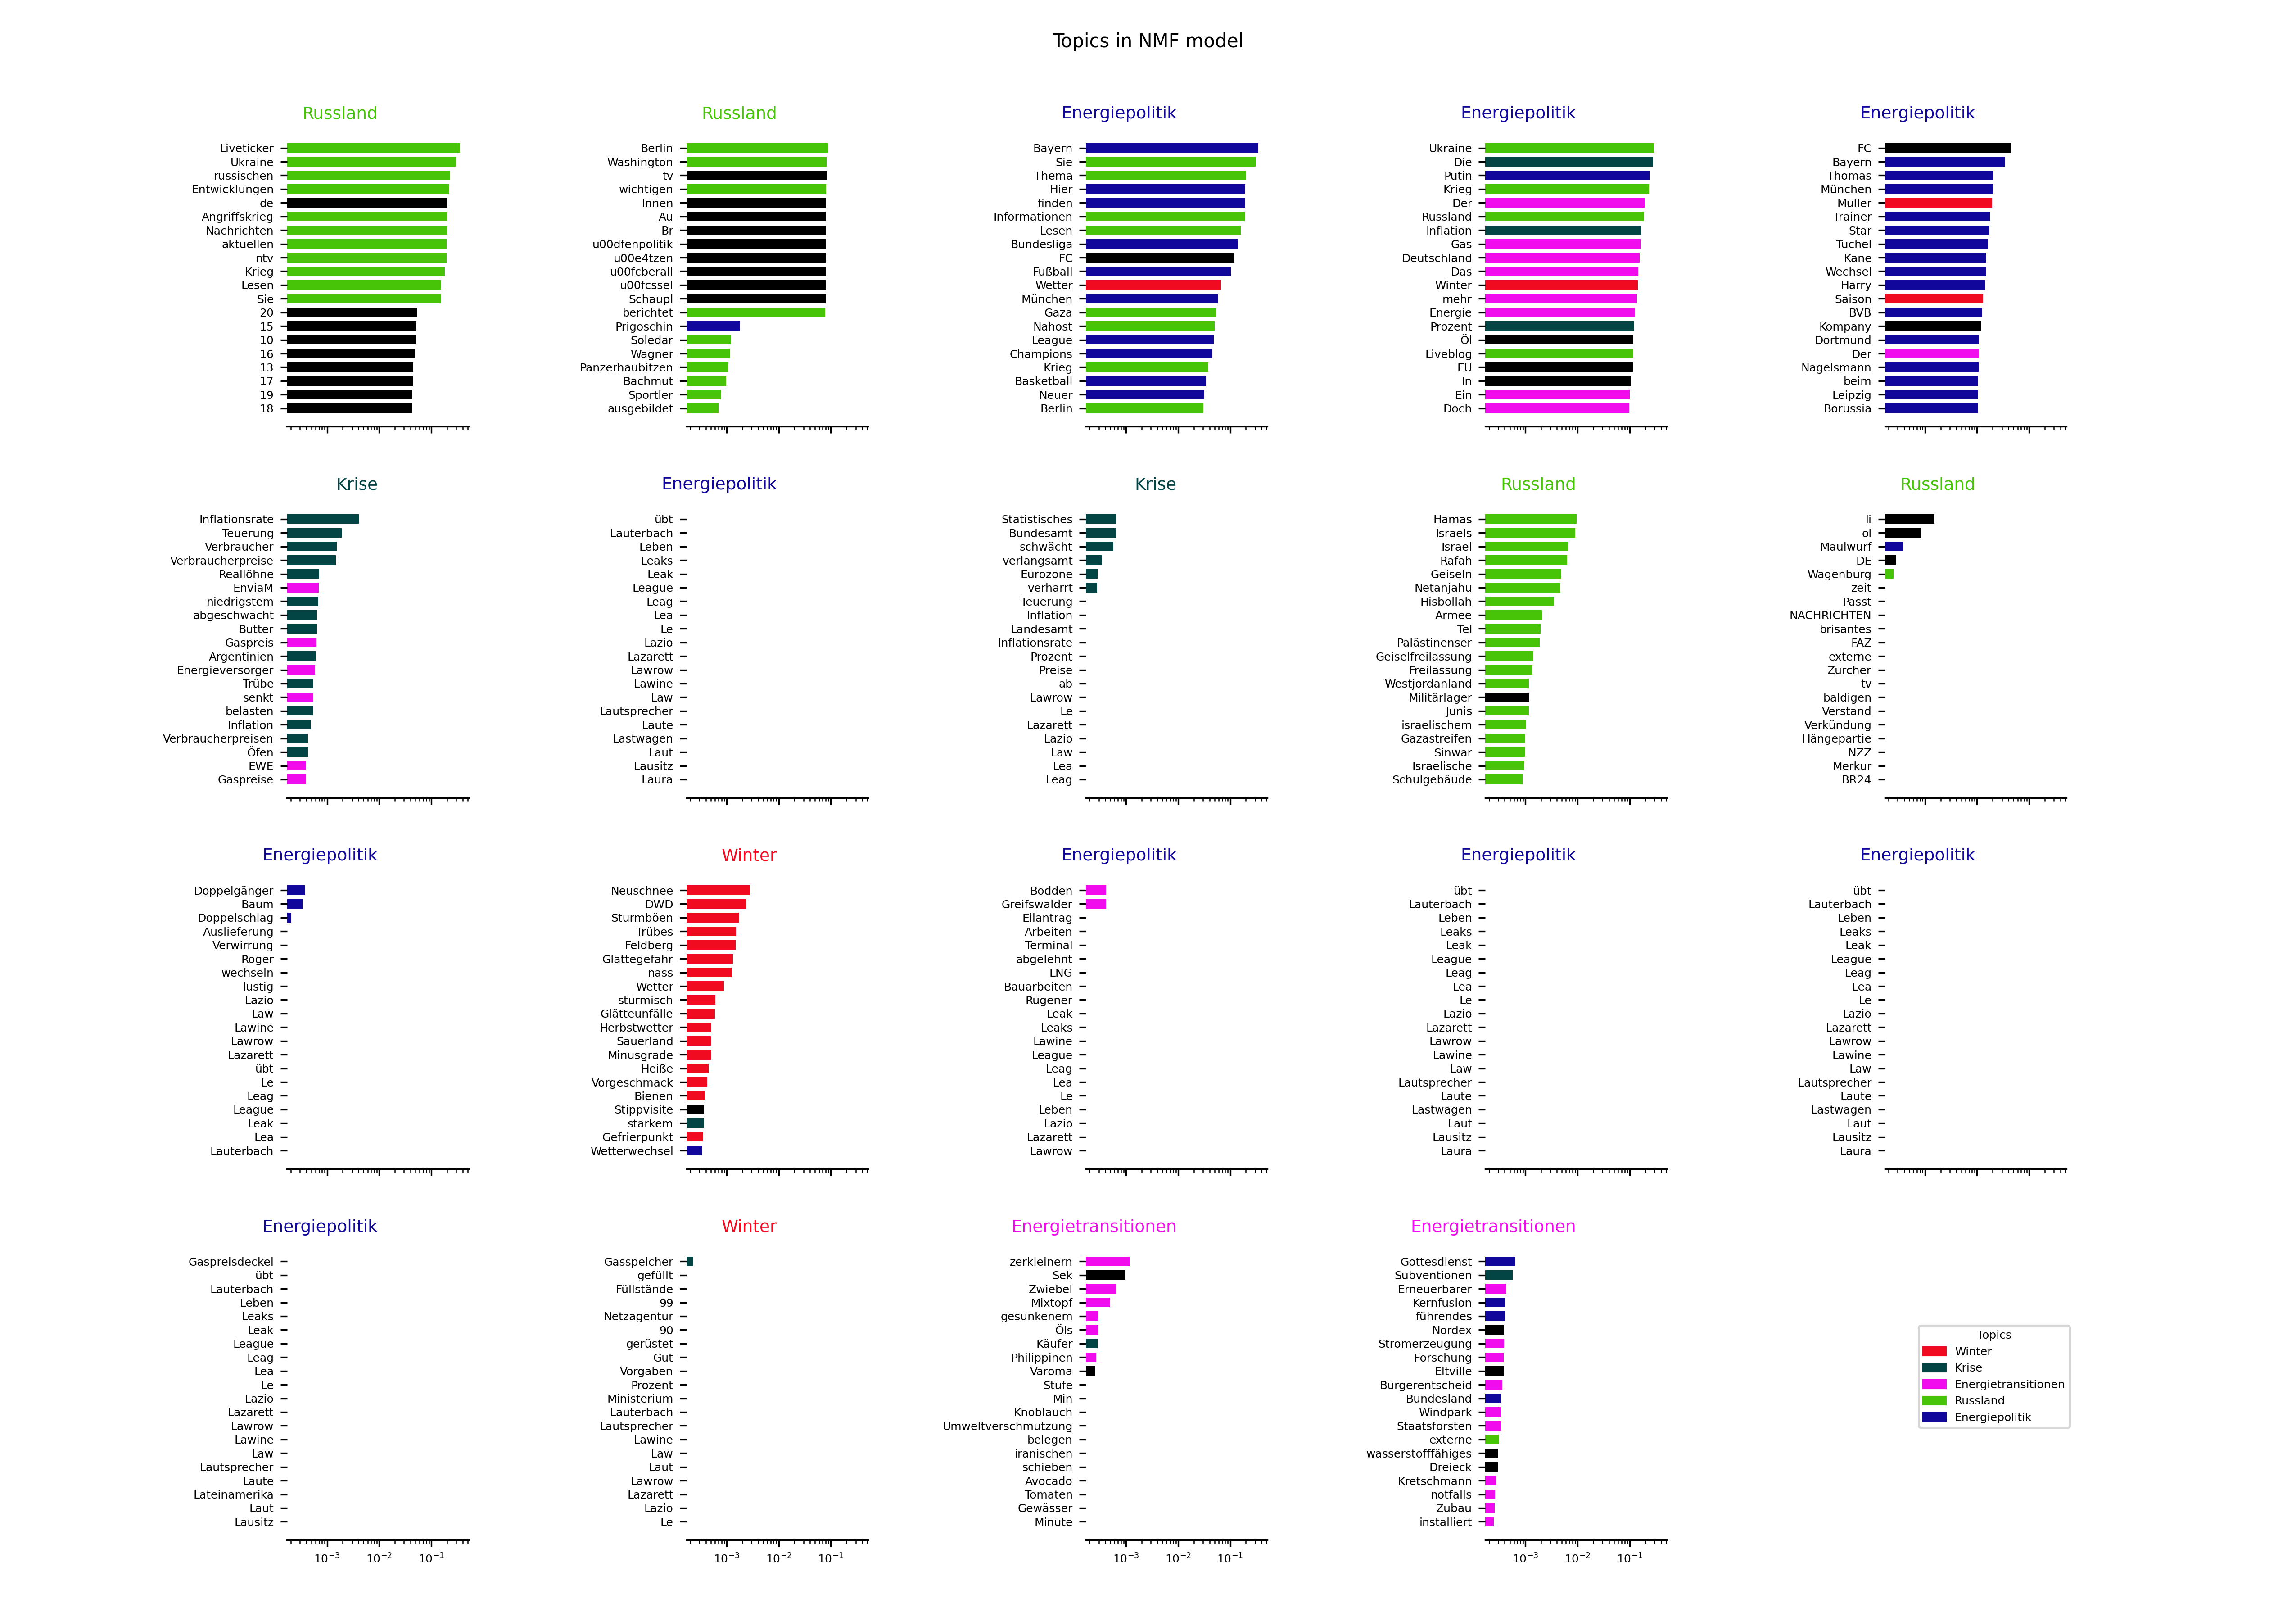 Topics in NMF model
Russland
Liveticker
Ukraine
russischen
Entwicklungen
de
Angriffskrieg
Nachrichten
aktuellen
ntv
Krieg
Lesen
Sie
20
15
10
16
13
17
19
18
Russland
Berlin
Washington
tv
wichtigen
Innen
Au
Br
u00dfenpolitik
u00e4tzen
u00fcberall
u00fcssel
Schaupl
berichtet
Prigoschin
Soledar
Wagner
Panzerhaubitzen
Bachmut
Sportler
ausgebildet
Energiepolitik
Bayern
Sie
Thema
Hier
finden
Informationen
Lesen
Bundesliga
FC
Fußball
Wetter
München
Gaza
Nahost
League
Champions
Krieg
Basketball
Neuer
Berlin
Energiepolitik
Ukraine
Die
Putin
Krieg
Der
Russland
Inflation
Gas
Deutschland
Das
Winter
mehr
Energie
Prozent
Öl
Liveblog
EU
In
Ein
Doch
Energiepolitik
FC
Bayern
Thomas
München
Müller
Trainer
Star
Tuchel
Kane
Wechsel
Harry
Saison
BVB
Kompany
Dortmund
Der
Nagelsmann
beim
Leipzig
Borussia
Krise
Inflationsrate
Teuerung
Verbraucher
Verbraucherpreise
Reallöhne
EnviaM
niedrigstem
abgeschwächt
Butter
Gaspreis
Argentinien
Energieversorger
Trübe
senkt
belasten
Inflation
Verbraucherpreisen
Öfen
EWE
Gaspreise
Energiepolitik
übt
Lauterbach
Leben
Leaks
Leak
League
Leag
Lea
Le
Lazio
Lazarett
Lawrow
Lawine
Law
Lautsprecher
Laute
Lastwagen
Laut
Lausitz
Laura
Krise
Statistisches
Bundesamt
schwächt
verlangsamt
Eurozone
verharrt
Teuerung
Inflation
Landesamt
Inflationsrate
Prozent
Preise
ab
Lawrow
Le
Lazarett
Lazio
Law
Lea
Leag
Russland
Hamas
Israels
Israel
Rafah
Geiseln
Netanjahu
Hisbollah
Armee
Tel
Palästinenser
Geiselfreilassung
Freilassung
Westjordanland
Militärlager
Junis
israelischem
Gazastreifen
Sinwar
Israelische
Schulgebäude
Russland
li
ol
Maulwurf
DE
Wagenburg
zeit
Passt
NACHRICHTEN
brisantes
FAZ
externe
Zürcher
tv
baldigen
Verstand
Verkündung
Hängepartie
NZZ
Merkur
BR24
Energiepolitik
Doppelgänger
Baum
Doppelschlag
Auslieferung
Verwirrung
Roger
wechseln
lustig
Lazio
Law
Lawine
Lawrow
Lazarett
übt
Le
Leag
League
Leak
Lea
Lauterbach
Winter
Neuschnee
DWD
Sturmböen
Trübes
Feldberg
Glättegefahr
nass
Wetter
stürmisch
Glätteunfälle
Herbstwetter
Sauerland
Minusgrade
Heiße
Vorgeschmack
Bienen
Stippvisite
starkem
Gefrierpunkt
Wetterwechsel
Energiepolitik
Bodden
Greifswalder
Eilantrag
Arbeiten
Terminal
abgelehnt
LNG
Bauarbeiten
Rügener
Leak
Leaks
Lawine
League
Leag
Lea
Le
Leben
Lazio
Lazarett
Lawrow
Energiepolitik
übt
Lauterbach
Leben
Leaks
Leak
League
Leag
Lea
Le
Lazio
Lazarett
Lawrow
Lawine
Law
Lautsprecher
Laute
Lastwagen
Laut
Lausitz
Laura
Energiepolitik
übt
Lauterbach
Leben
Leaks
Leak
League
Leag
Lea
Le
Lazio
Lazarett
Lawrow
Lawine
Law
Lautsprecher
Laute
Lastwagen
Laut
Lausitz
Laura
Energiepolitik
Gaspreisdeckel
übt
Lauterbach
Leben
Leaks
Leak
League
Leag
Lea
Le
Lazio
Lazarett
Lawrow
Lawine
Law
Lautsprecher
Laute
Lateinamerika
Laut
Lausitz
10⁻³ 10⁻² 10⁻¹
Winter
Gasspeicher
gefüllt
Füllstände
99
Netzagentur
90
gerüstet
Gut
Vorgaben
Prozent
Ministerium
Lauterbach
Lautsprecher
Lawine
Law
Laut
Lawrow
Lazarett
Lazio
Le
10⁻³ 10⁻² 10⁻¹
Energietransitionen
zerkleinern
Sek
Zwiebel
Mixtopf
gesunkenem
Öls
Käufer
Philippinen
Varoma
Stufe
Min
Knoblauch
Umweltverschmutzung
belegen
iranischen
schieben
Avocado
Tomaten
Gewässer
Minute
10⁻³ 10⁻² 10⁻¹
Energietransitionen
Gottesdienst
Subventionen
Erneuerbarer
Kernfusion
führendes
Nordex
Stromerzeugung
Forschung
Eltville
Bürgerentscheid
Bundesland
Windpark
Staatsforsten
externe
wasserstofffähiges
Dreieck
Kretschmann
notfalls
Zubau
installiert
10⁻³ 10⁻² 10⁻¹
Topics
Winter
Krise
Energietransitionen
Russland
Energiepolitik